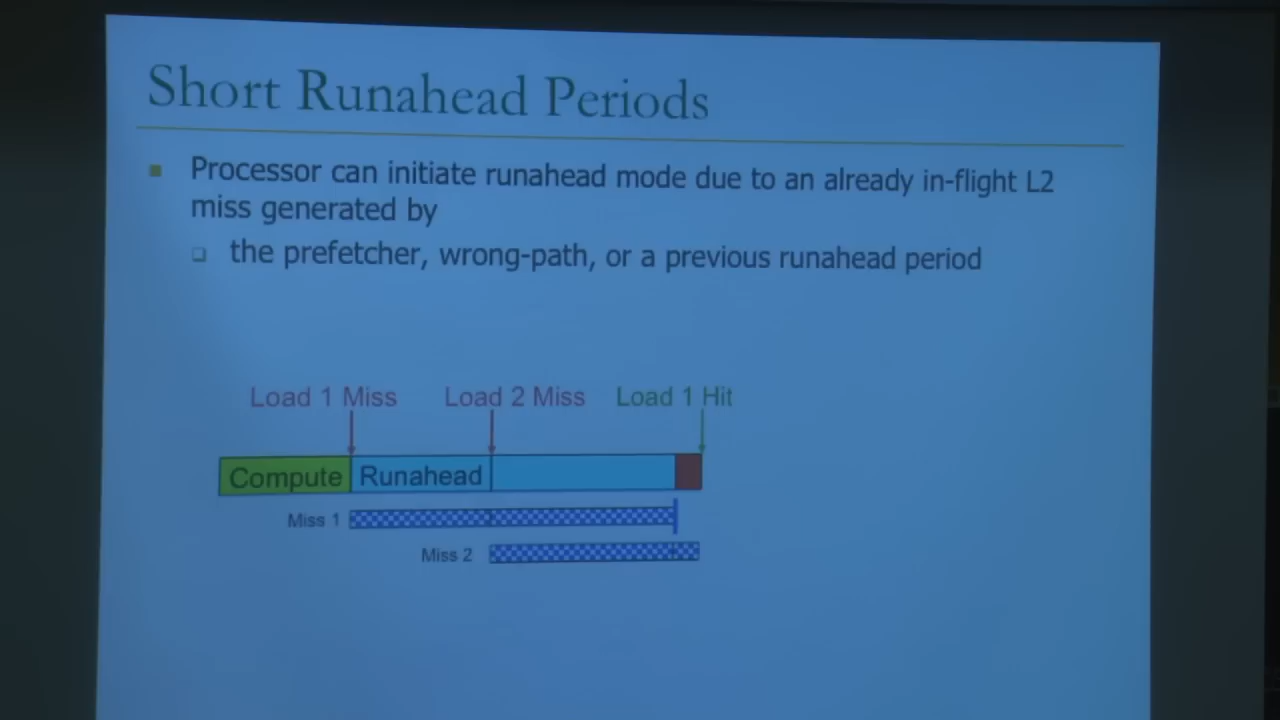 Short Runahead Periods
Processor can initiate runahead mode due to an already in-flight L2
miss generated by
the prefetcher, wrong-path, or a previous runahead period
Load 1 Miss Load 2 Miss Load 1 Hit
Compute Runahead
Miss 1
Miss 2